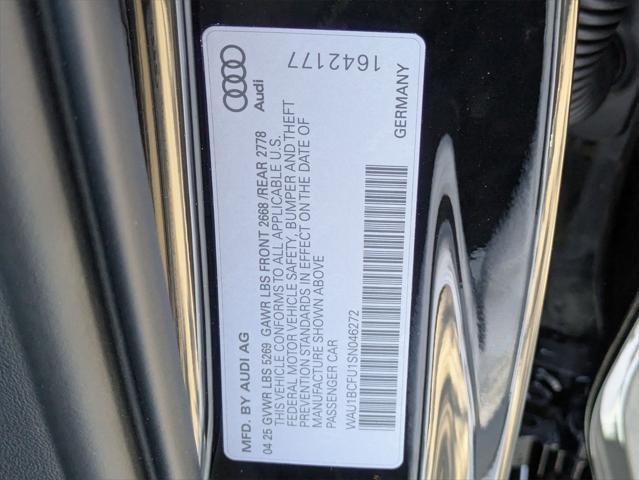 MFD. BY AUDI AG
Audi
04 25 GVWR LBS 5269 GAWR LBS FRONT 2668 /REAR 2778
THIS VEHICLE CONFORMS TO ALL APPLICABLE U.S.
FEDERAL MOTOR VEHICLE SAFETY, BUMPER AND THEFT
PREVENTION STANDARDS IN EFFECT ON THE DATE OF
MANUFACTURE SHOWN ABOVE
PASSENGER CAR
WAU1BCFU1SN046272
GERMANY
1642177